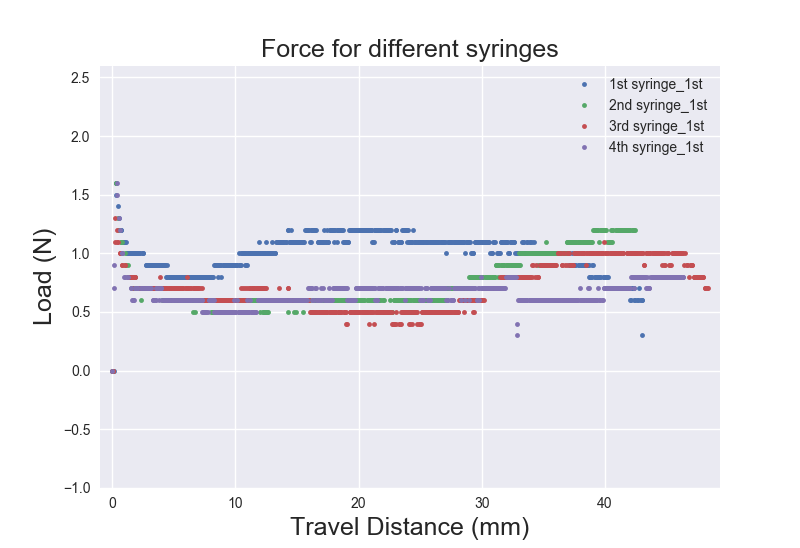 Force for different syringes
2.5
2.0
1.5
1.0
0.5
0.0
−0.5
−1.0
Load (N)
1st syringe_1st
2nd syringe_1st
3rd syringe_1st
4th syringe_1st
0 10 20 30 40
Travel Distance (mm)